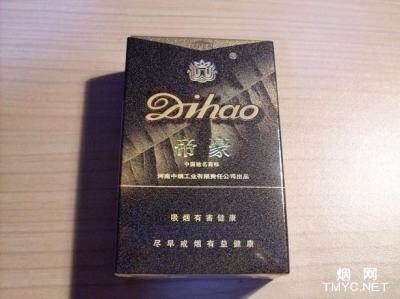 Dihao
帝豪
中国驰名商标
河南中烟工业有限责任公司出品
吸烟有害健康
尽早戒烟有益健康
烟网
TMYC.NET